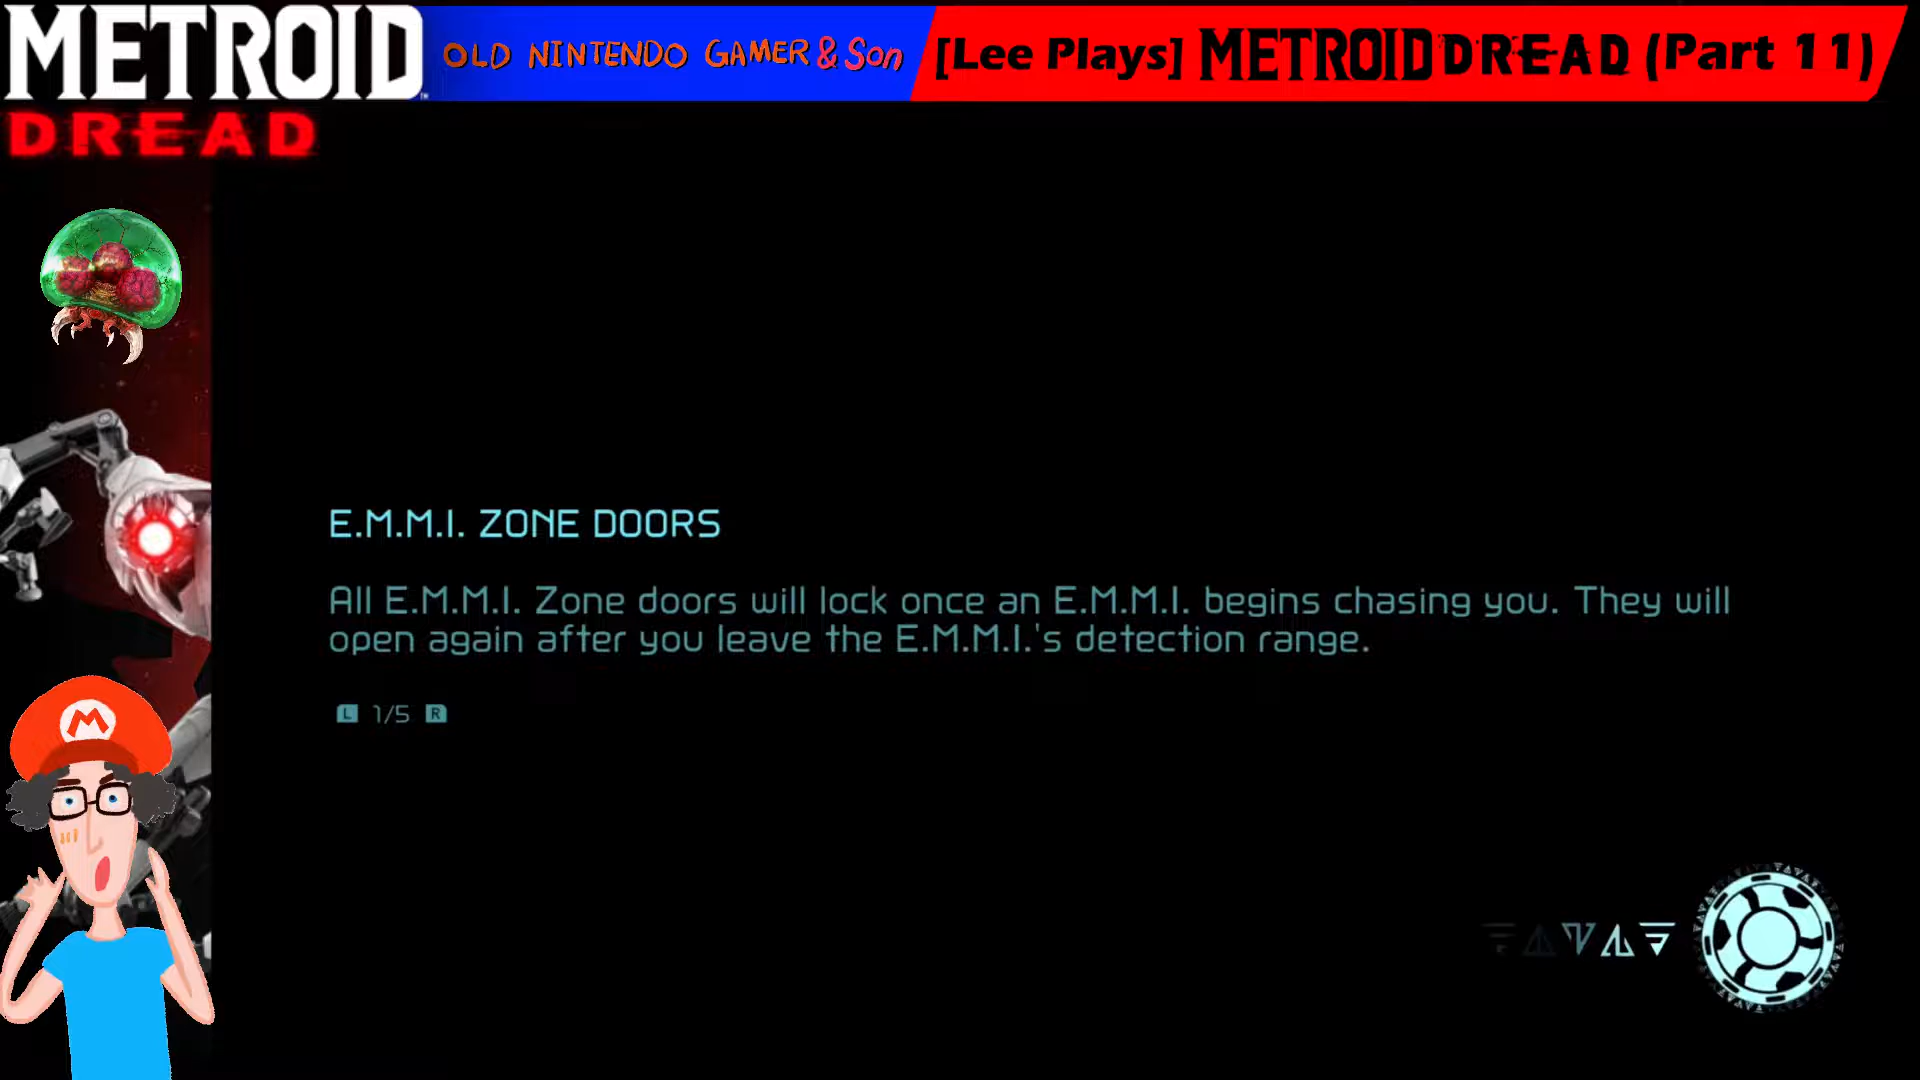 METROID
DREAD
OLD NINTENDO GAMER & Son
[Lee Plays] METROID DREAD (Part 11)
E.M.M.I. ZONE DOORS
All E.M.M.I. Zone doors will lock once an E.M.M.I. begins chasing you. They will
open again after you leave the E.M.M.I.'s detection range.
L 1/5 R
M